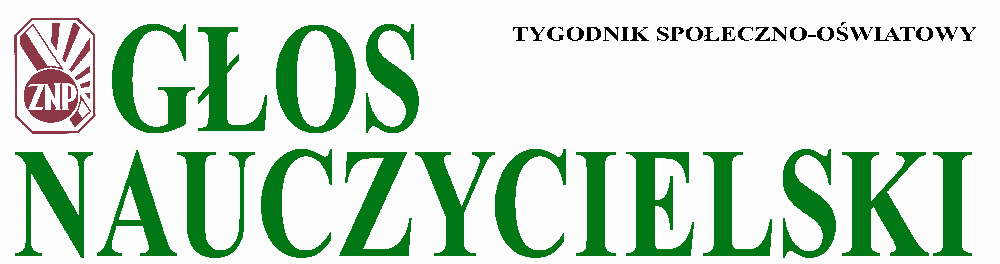 ZNP
GŁOS
TYGODNIK SPOŁECZNO-OŚWIATOWY
NAUCZYCIELSKI